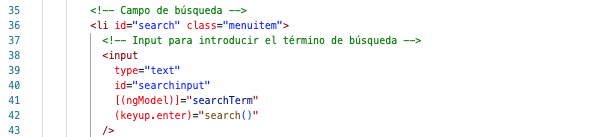 35 <!-- Campo de búsqueda -->
36 <li id="search" class="menuitem">
37 <!-- Input para introducir el término de búsqueda -->
38 <input
39 type="text"
40 id="searchinput"
41 [(ngModel)]="searchTerm"
42 (keyup.enter)="search()"
43 />